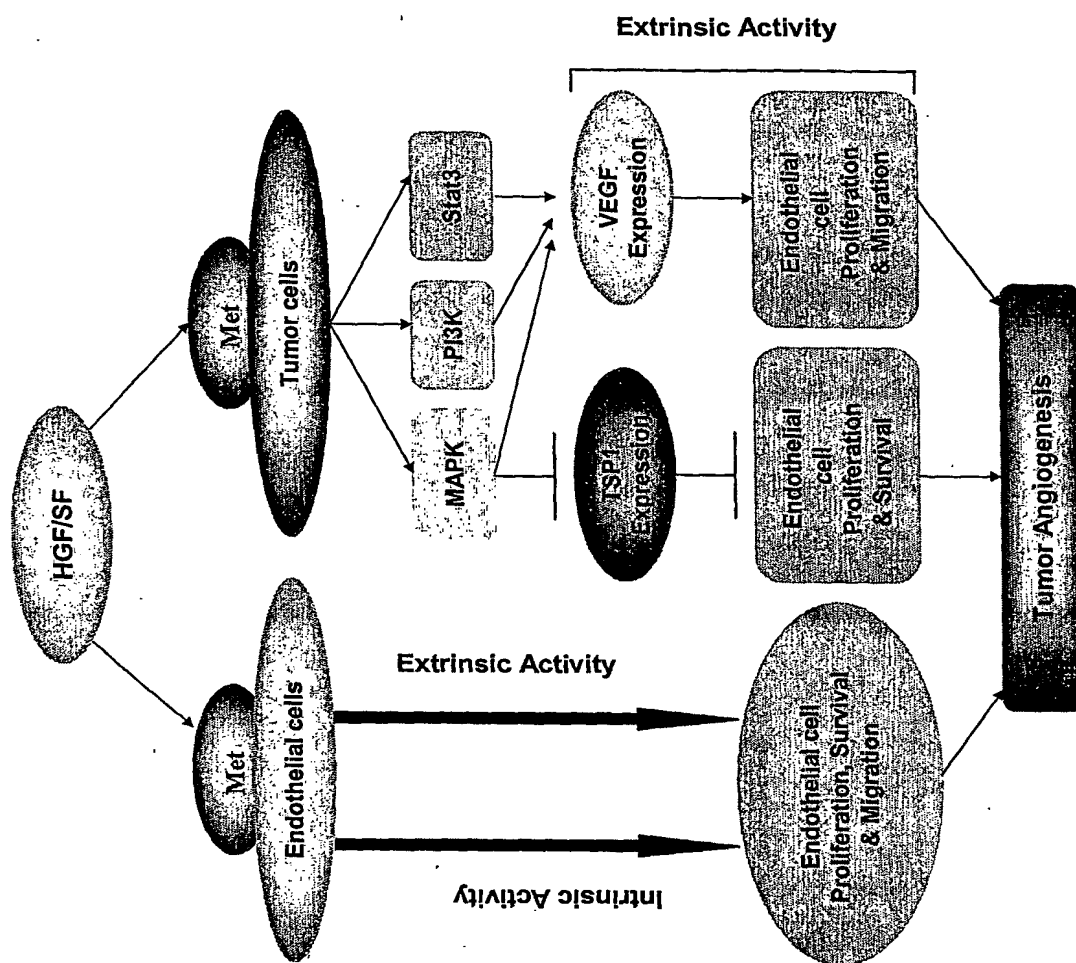 Extrinsic Activity
HGF/SF
Met
Tumor cells
Met
Endothelial cells
MAPK
PI3K
Stat3
TSP1
Expression
VEGF
Expression
Extrinsic Activity
Intrinsic Activity
Endothelial cell
Proliferation, Survival
& Migration
Endothelial
cell
Proliferation
& Survival
Endothelial
cell
Proliferation
& Migration
Tumor Angiogenesis